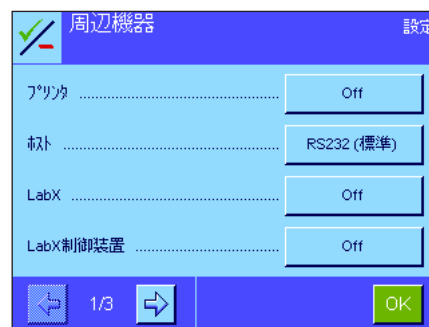 周辺機器
設定
ﾌﾟﾘﾝﾀ ........................................ Off
ﾎｽﾄ ........................................ RS232 (標準)
LabX ........................................ Off
LabX制御装置 ............................ Off
1/3
OK